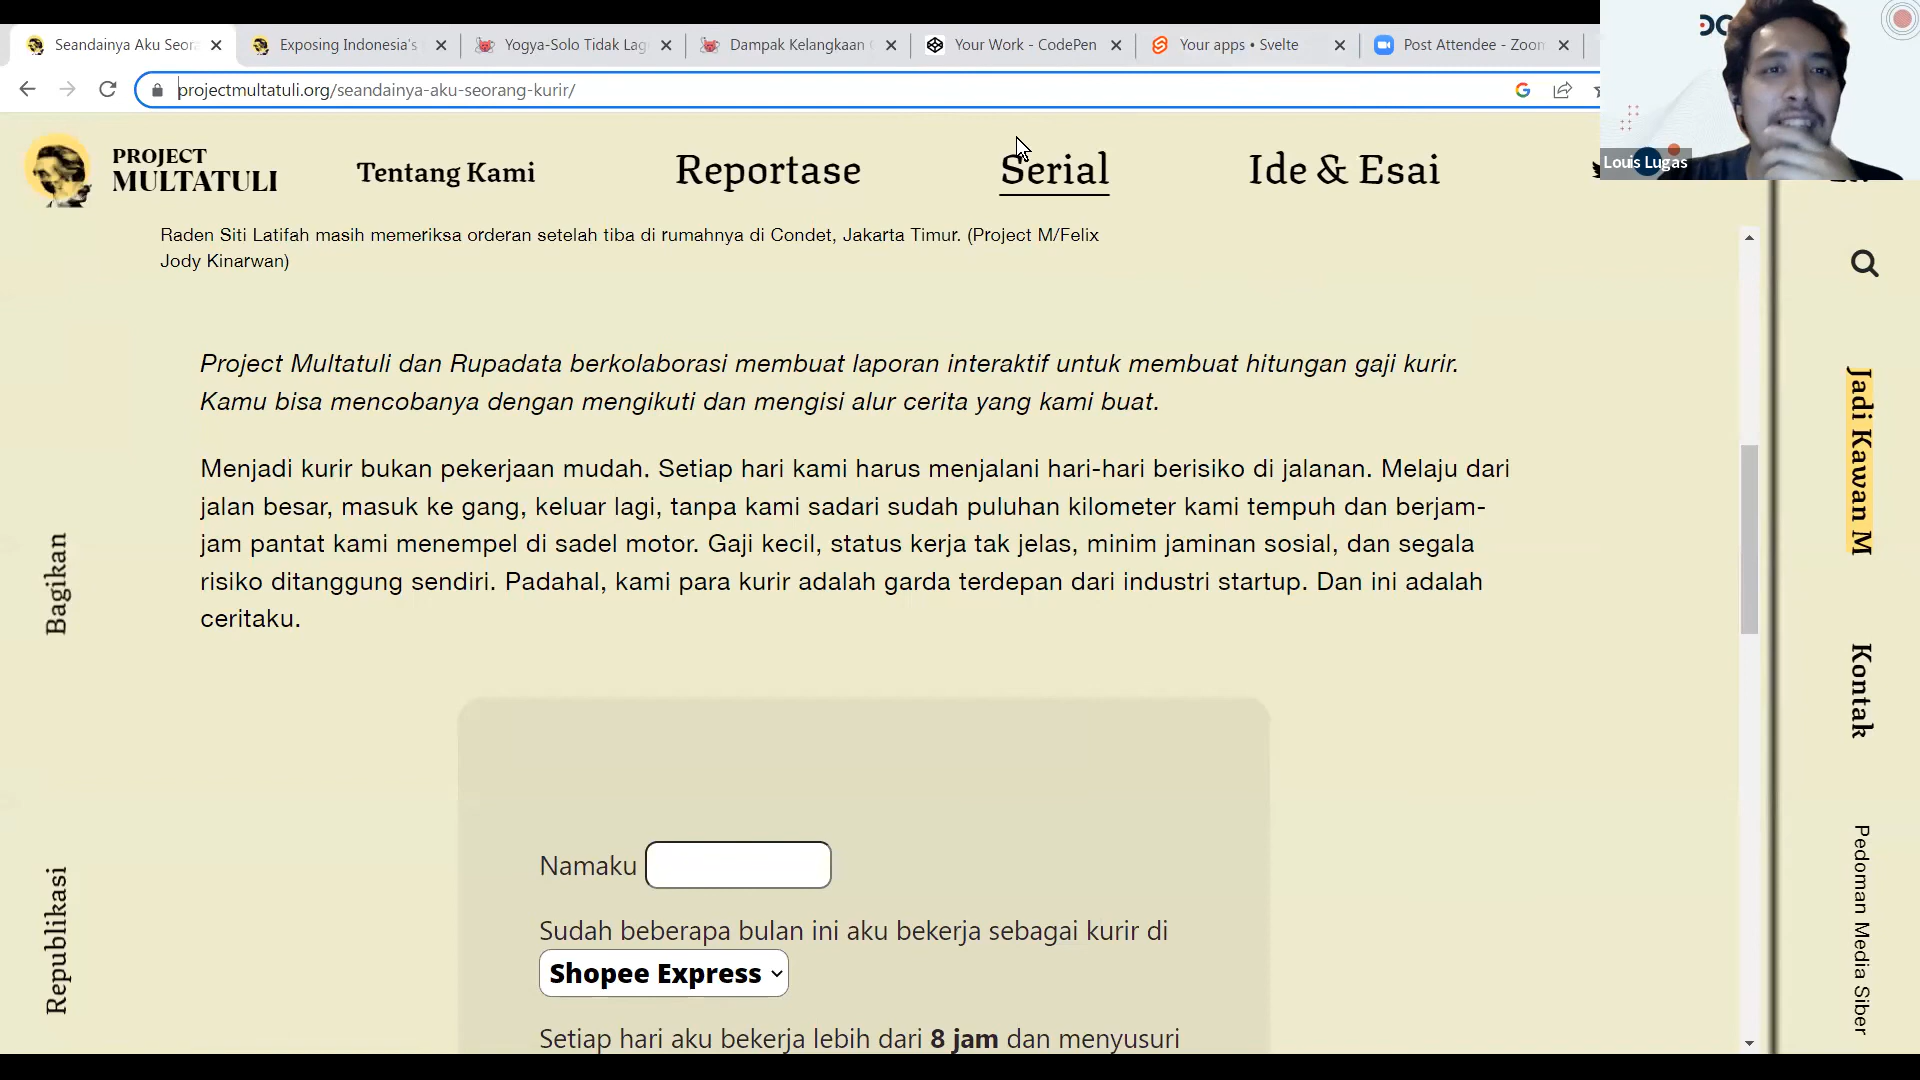 Seandainya Aku Seora
Exposing Indonesia's
Yogya-Solo Tidak Lag
Dampak Kelangkaan
Your Work - CodePen
Your apps • Svelte
Post Attendee - Zoom
projectmultatuli.org/seandainya-aku-seorang-kurir/
Louis Lugas
PROJECT
MULTATULI
Tentang Kami
Reportase
Serial
Ide & Esai
Raden Siti Latifah masih memeriksa orderan setelah tiba di rumahnya di Condet, Jakarta Timur. (Project M/Felix
Jody Kinarwan)
Project Multatuli dan Rupadata berkolaborasi membuat laporan interaktif untuk membuat hitungan gaji kurir.
Kamu bisa mencobanya dengan mengikuti dan mengisi alur cerita yang kami buat.
Menjadi kurir bukan pekerjaan mudah. Setiap hari kami harus menjalani hari-hari berisiko di jalanan. Melaju dari
jalan besar, masuk ke gang, keluar lagi, tanpa kami sadari sudah puluhan kilometer kami tempuh dan berjam-
jam pantat kami menempel di sadel motor. Gaji kecil, status kerja tak jelas, minim jaminan sosial, dan segala
risiko ditanggung sendiri. Padahal, kami para kurir adalah garda terdepan dari industri startup. Dan ini adalah
ceritaku.
Namaku
Sudah beberapa bulan ini aku bekerja sebagai kurir di
Shopee Express
Setiap hari aku bekerja lebih dari 8 jam dan menyusuri
Bagikan
Republikasi
Jadi Kawan M
Kontak
Pedoman Media Siber